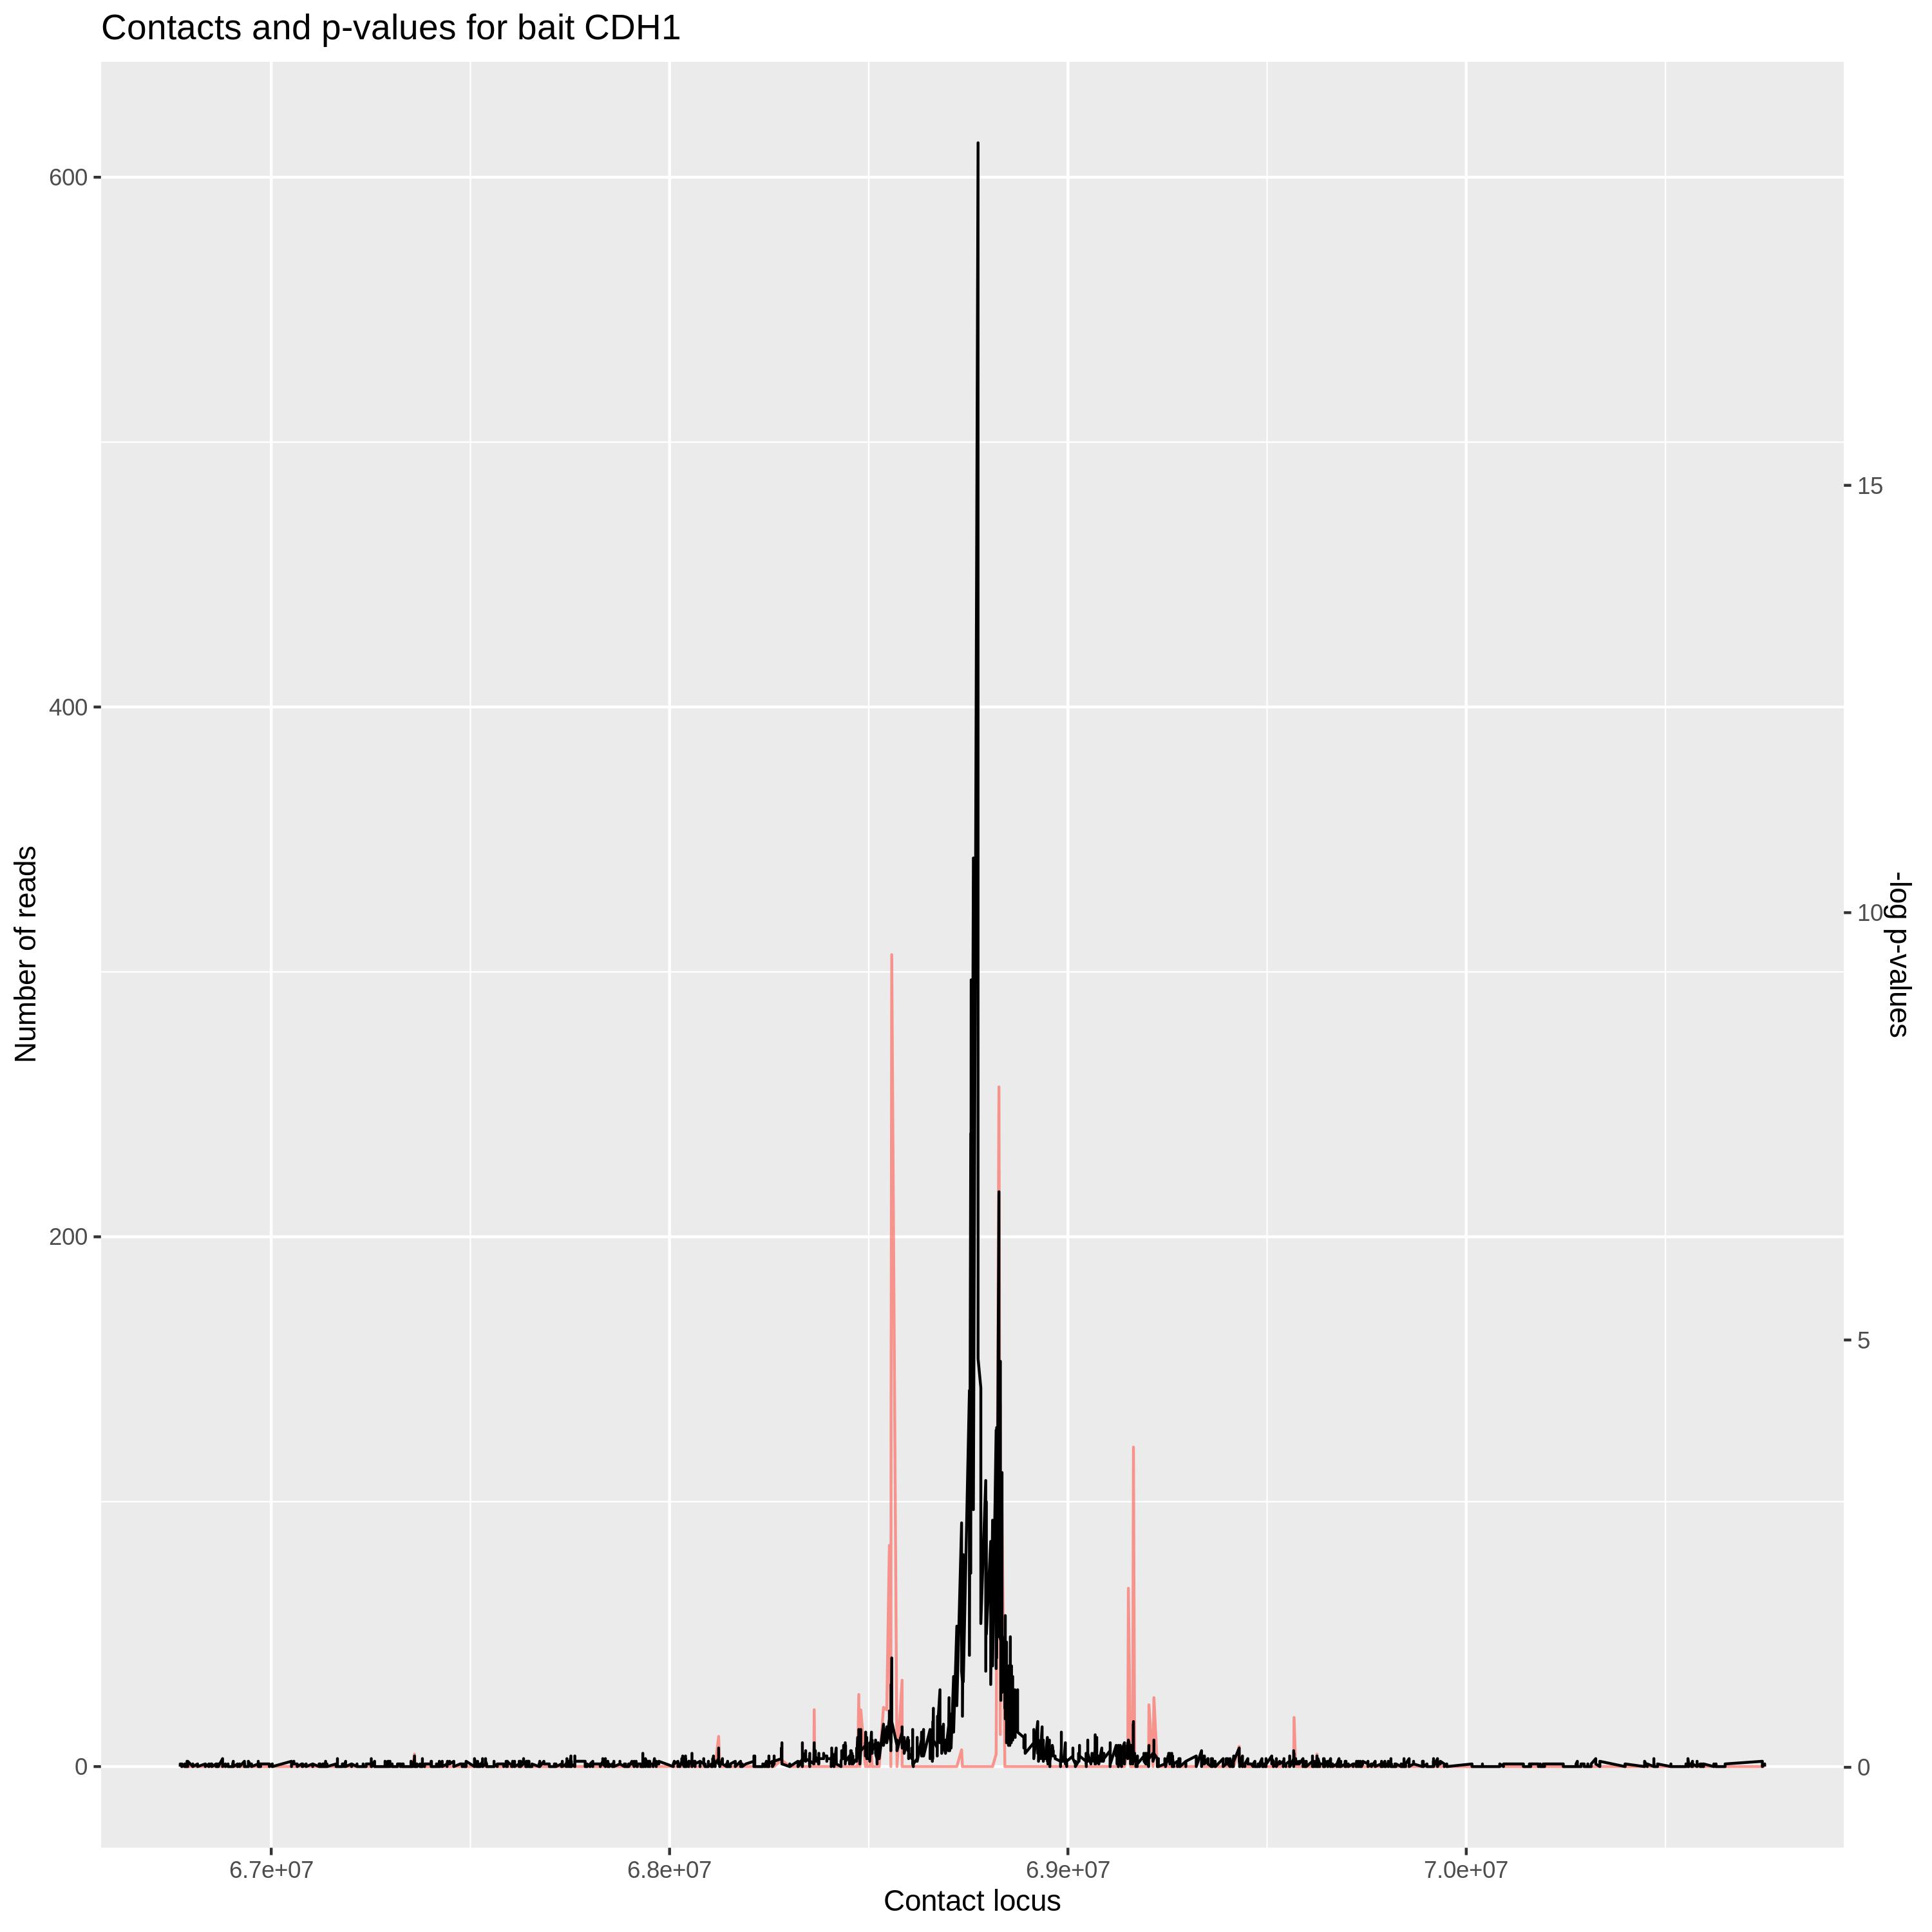 Contacts and p-values for bait CDH1
600
400
200
0
Number of reads
15
10
5
0
-log p-values
6.7e+07
6.8e+07
6.9e+07
7.0e+07
Contact locus